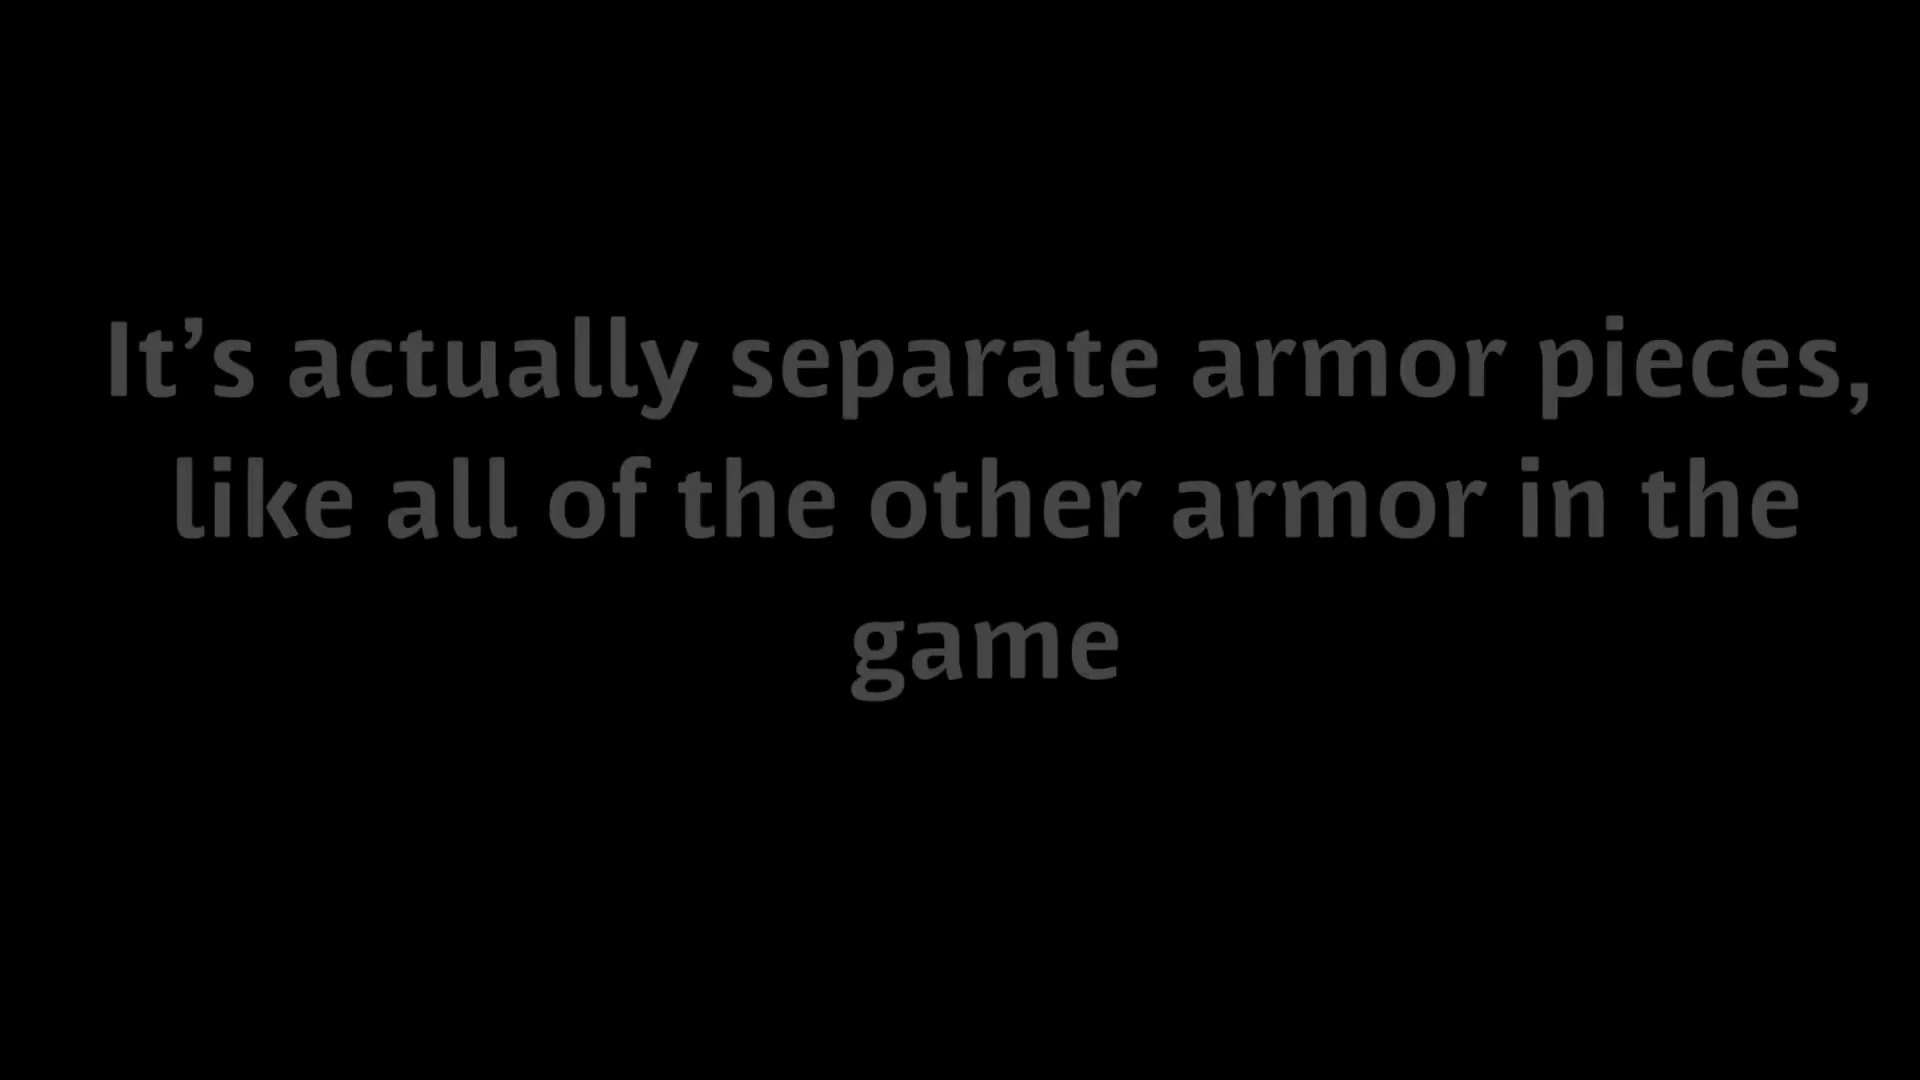 It’s actually separate armor pieces,
like all of the other armor in the
game